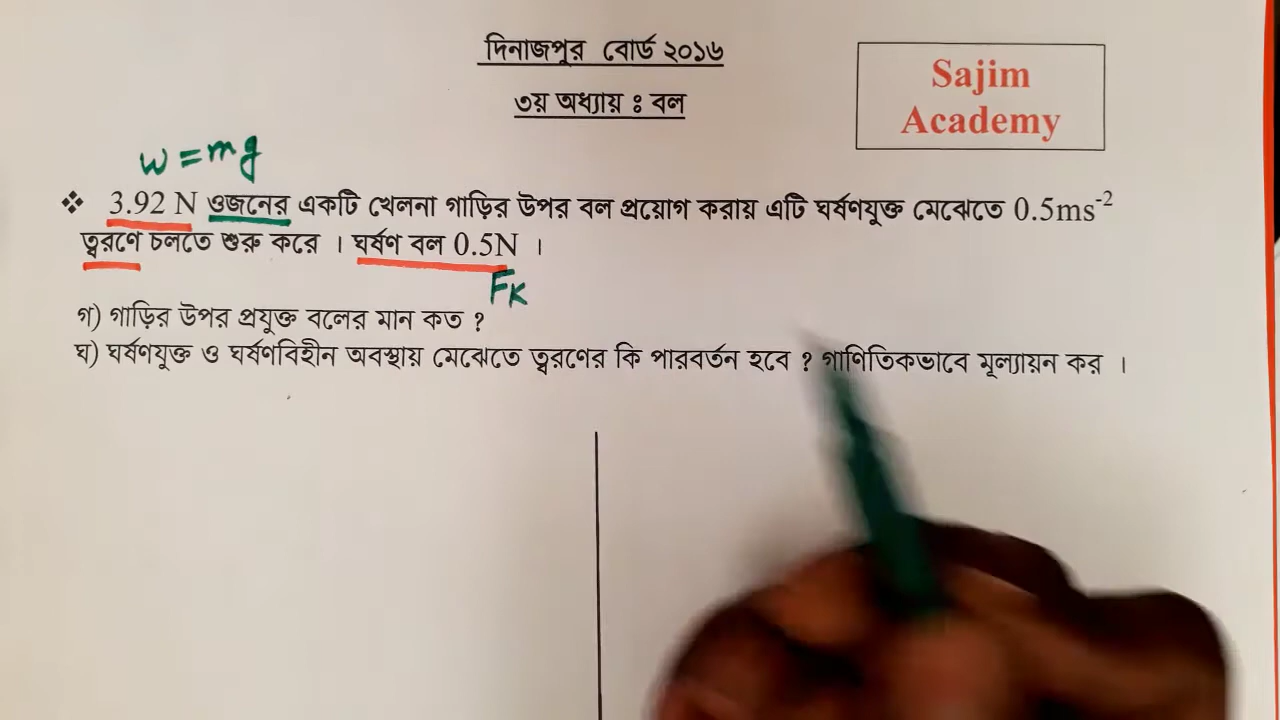 দিনাজপুর বোর্ড ২০১৬
৩য় অধ্যায় ঃ বল
Sajim
Academy
W = mg
❖ 3.92 N ওজনের একটি খেলনা গাড়ির উপর বল প্রয়োগ করায় এটি ঘর্ষণযুক্ত মেঝেতে 0.5ms⁻²
ত্বরণে চলতে শুরু করে । ঘর্ষণ বল 0.5N ।
Fk
গ) গাড়ির উপর প্রযুক্ত বলের মান কত ?
ঘ) ঘর্ষণযুক্ত ও ঘর্ষণবিহীন অবস্থায় মেঝেতে ত্বরণের কি পরিবর্তন হবে ? গাণিতিকভাবে মূল্যায়ন কর ।